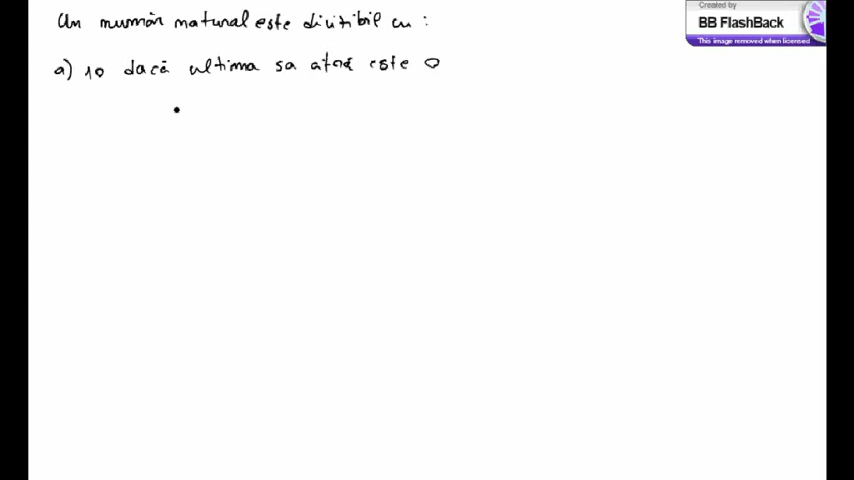 Un număr natural este divizibil cu :
Created by
BB FlashBack
This image removed when licensed
a) 10 dacă ultima sa cifră este 0